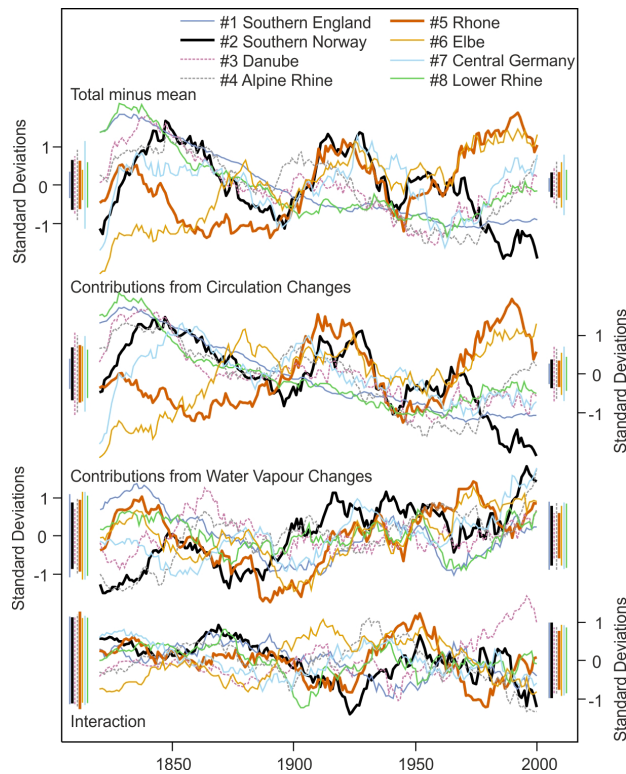 #1 Southern England
#5 Rhone
#2 Southern Norway
#6 Elbe
#3 Danube
#7 Central Germany
#4 Alpine Rhine
#8 Lower Rhine
Total minus mean
1
0
-1
Standard Deviations
Contributions from Circulation Changes
1
0
-1
Standard Deviations
Contributions from Water Vapour Changes
1
0
-1
Standard Deviations
1
0
-1
Standard Deviations
Interaction
1850
1900
1950
2000